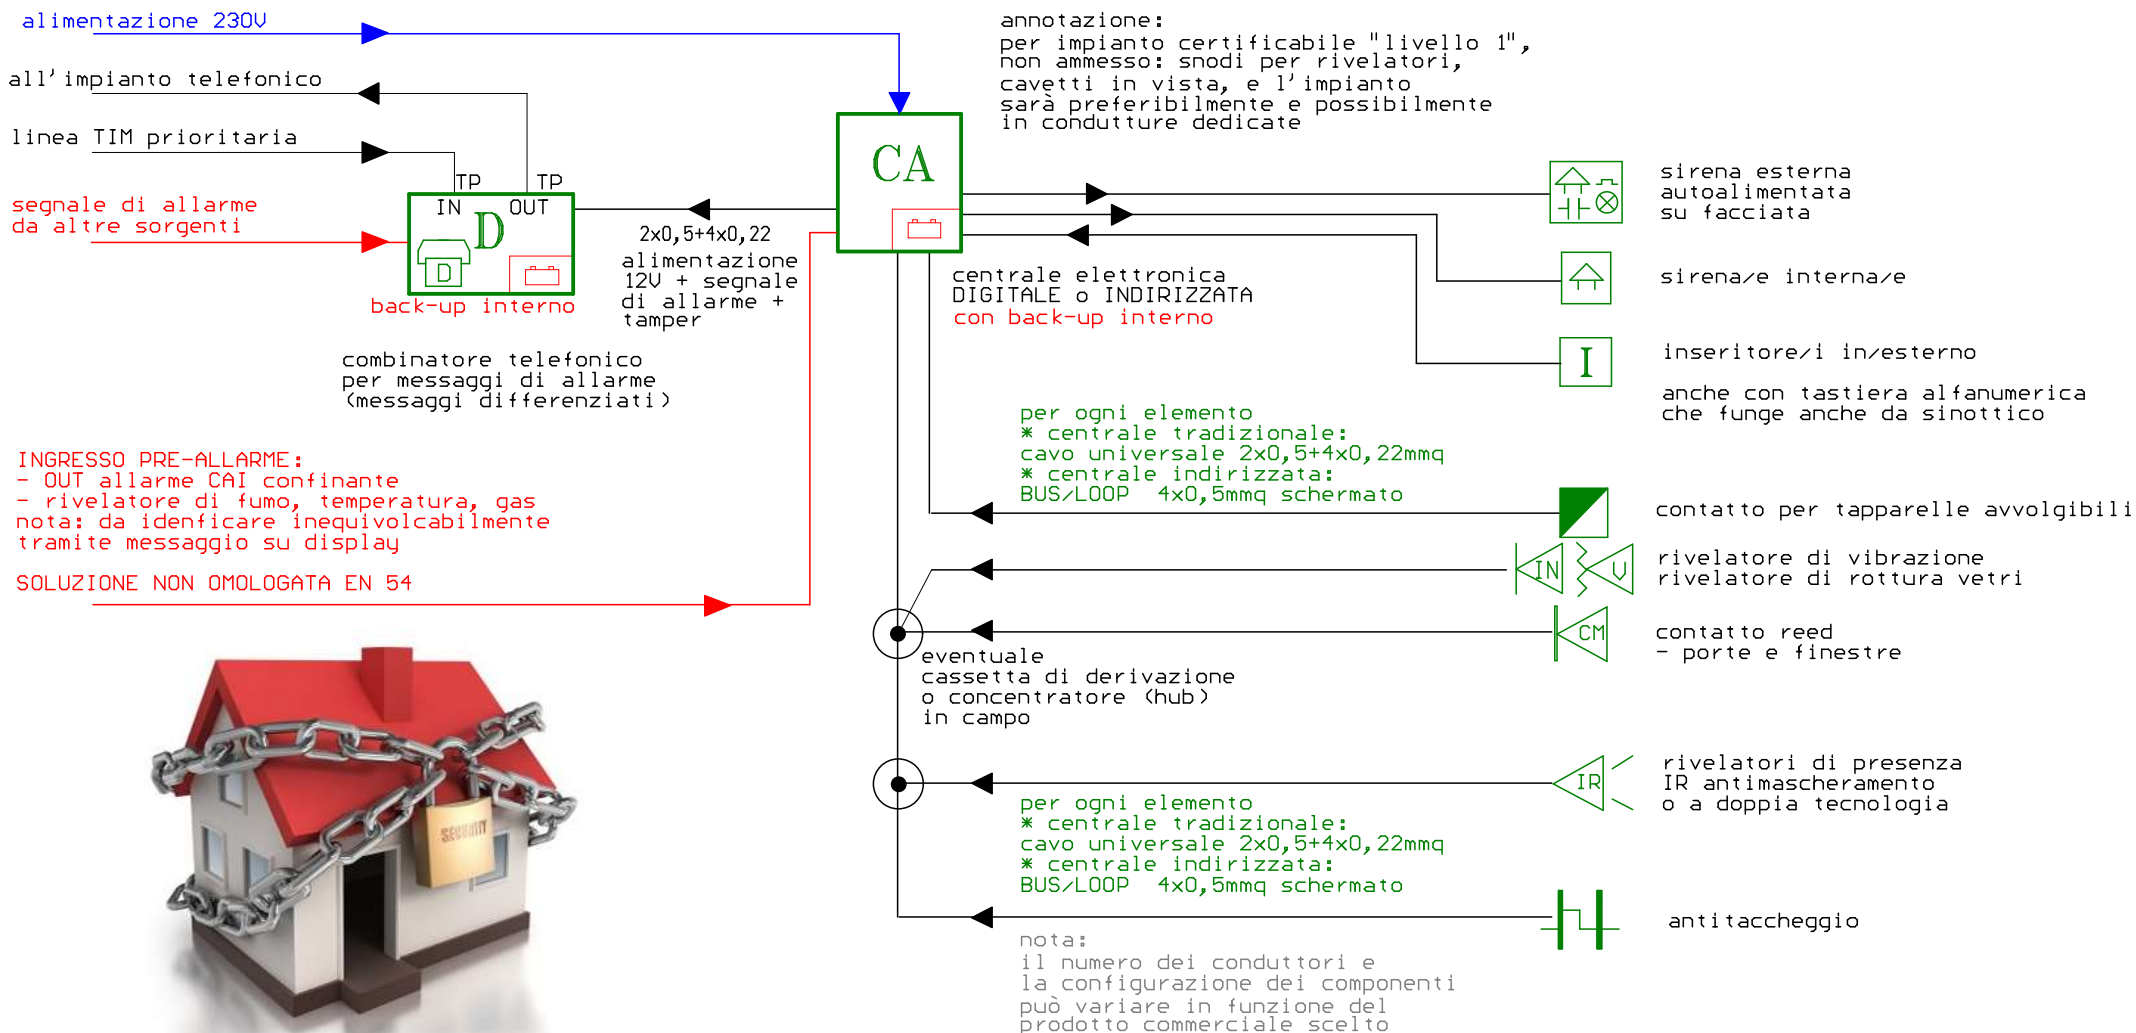 alimentazione 230V
all'impianto telefonico
linea TIM prioritaria
segnale di allarme
da altre sorgenti
TP
TP
IN
OUT
D
D
back-up interno
2x0,5+4x0,22
alimentazione
12V + segnale
di allarme +
tamper
combinatore telefonico
per messaggi di allarme
(messaggi differenziati)
INGRESSO PRE-ALLARME:
- OUT allarme CAI confinante
- rivelatore di fumo, temperatura, gas
nota: da idenficare inequivolcabilmente
tramite messaggio su display
SOLUZIONE NON OMOLOGATA EN 54
SECURITY
annotazione:
per impianto certificabile "livello 1",
non ammesso: snodi per rivelatori,
cavetti in vista, e l'impianto
sarà preferibilmente e possibilmente
in condutture dedicate
CA
centrale elettronica
DIGITALE o INDIRIZZATA
con back-up interno
sirena esterna
autoalimentata
su facciata
sirena/e interna/e
I
inseritore/i in/esterno
anche con tastiera alfanumerica
che funge anche da sinottico
per ogni elemento
* centrale tradizionale:
cavo universale 2x0,5+4x0,22mmq
* centrale indirizzata:
BUS/LOOP 4x0,5mmq schermato
contatto per tapparelle avvolgibili
IN
V
rivelatore di vibrazione
rivelatore di rottura vetri
CM
contatto reed
- porte e finestre
eventuale
cassetta di derivazione
o concentratore (hub)
in campo
IR
rivelatori di presenza
IR antimascheramento
o a doppia tecnologia
per ogni elemento
* centrale tradizionale:
cavo universale 2x0,5+4x0,22mmq
* centrale indirizzata:
BUS/LOOP 4x0,5mmq schermato
antitaccheggio
nota:
il numero dei conduttori e
la configurazione dei componenti
può variare in funzione del
prodotto commerciale scelto